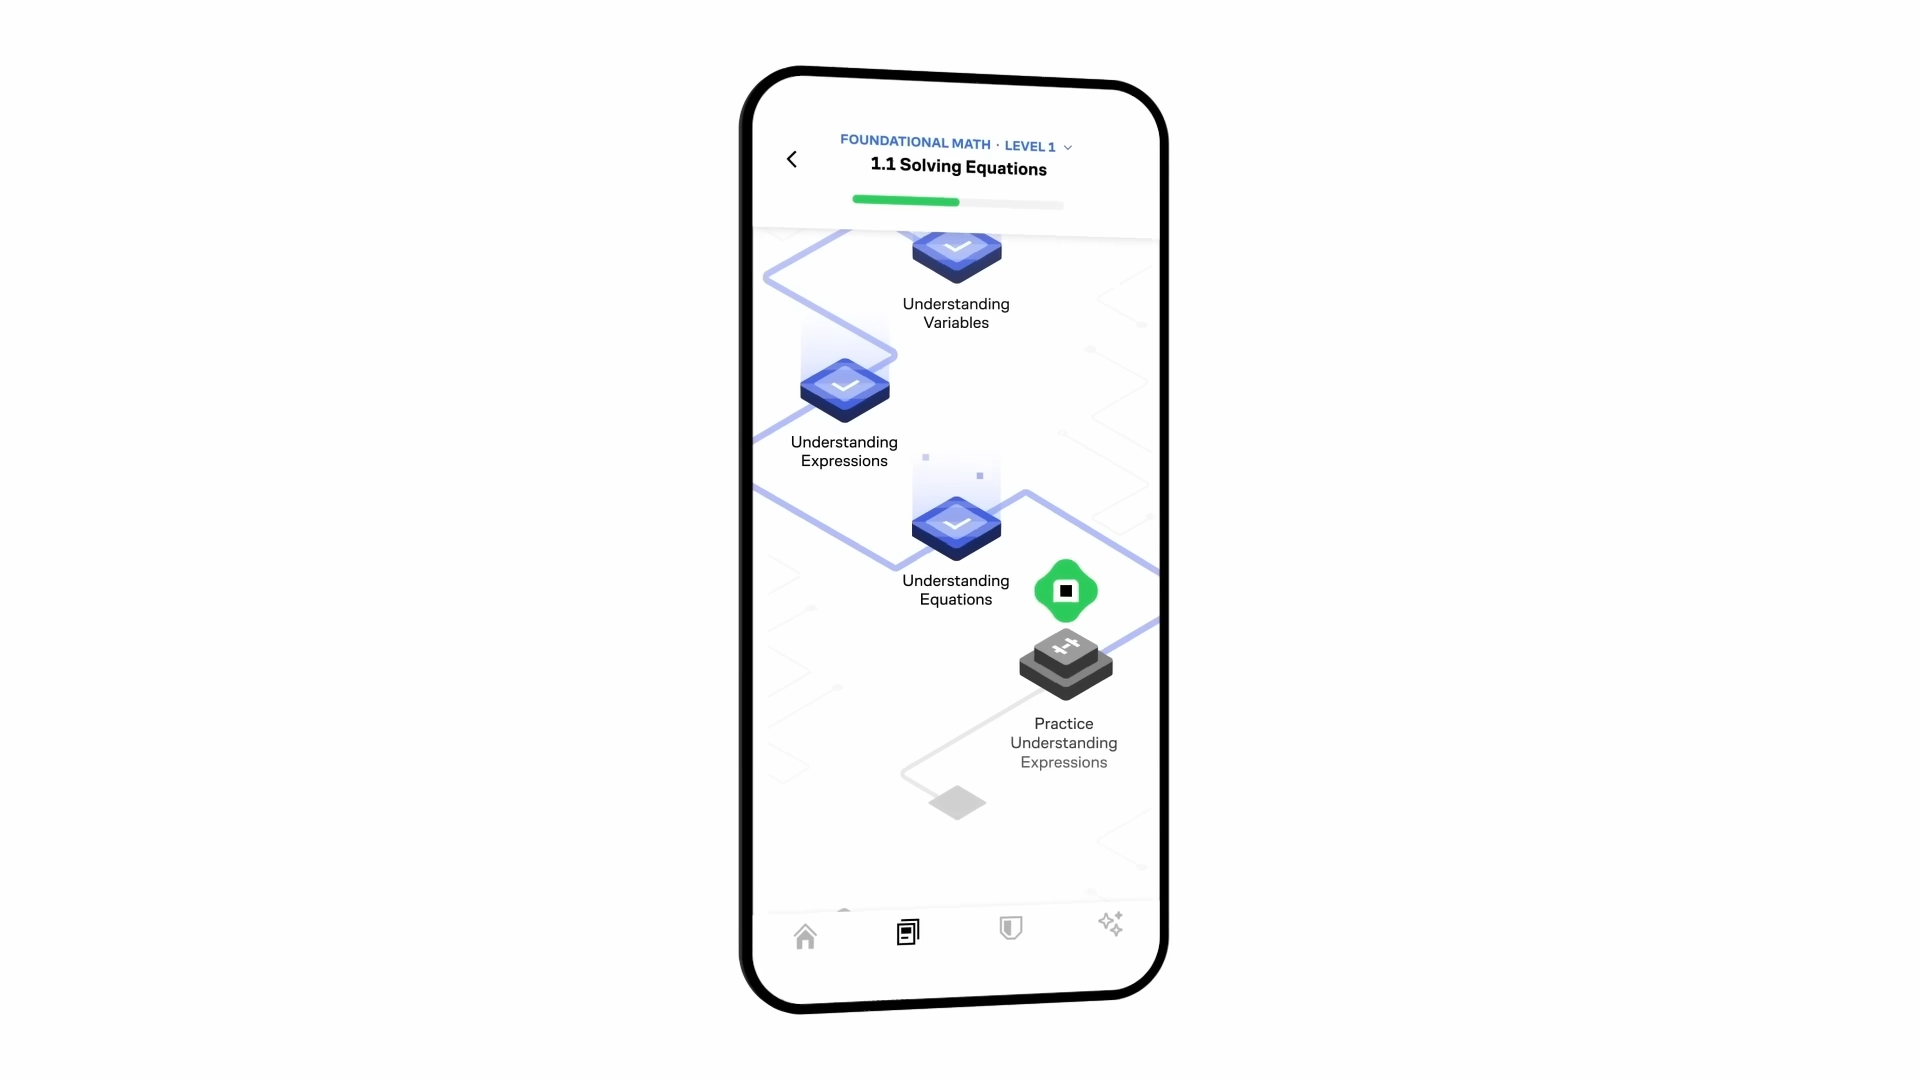 FOUNDATIONAL MATH · LEVEL 1
1.1 Solving Equations
Understanding
Variables
Understanding
Expressions
Understanding
Equations
Practice
Understanding
Expressions